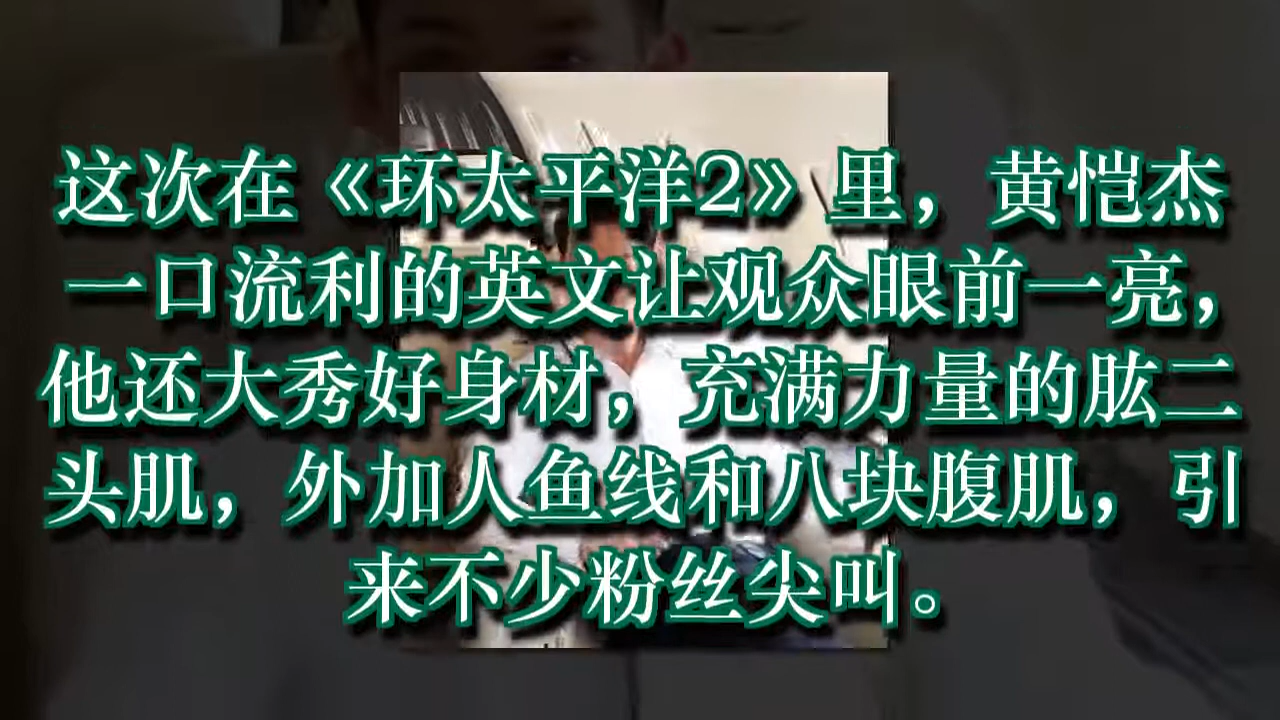 这次在《环太平洋2》里，黄恺杰
一口流利的英文让观众眼前一亮，
他还大秀好身材，充满力量的肱二
头肌，外加人鱼线和八块腹肌，引
来不少粉丝尖叫。